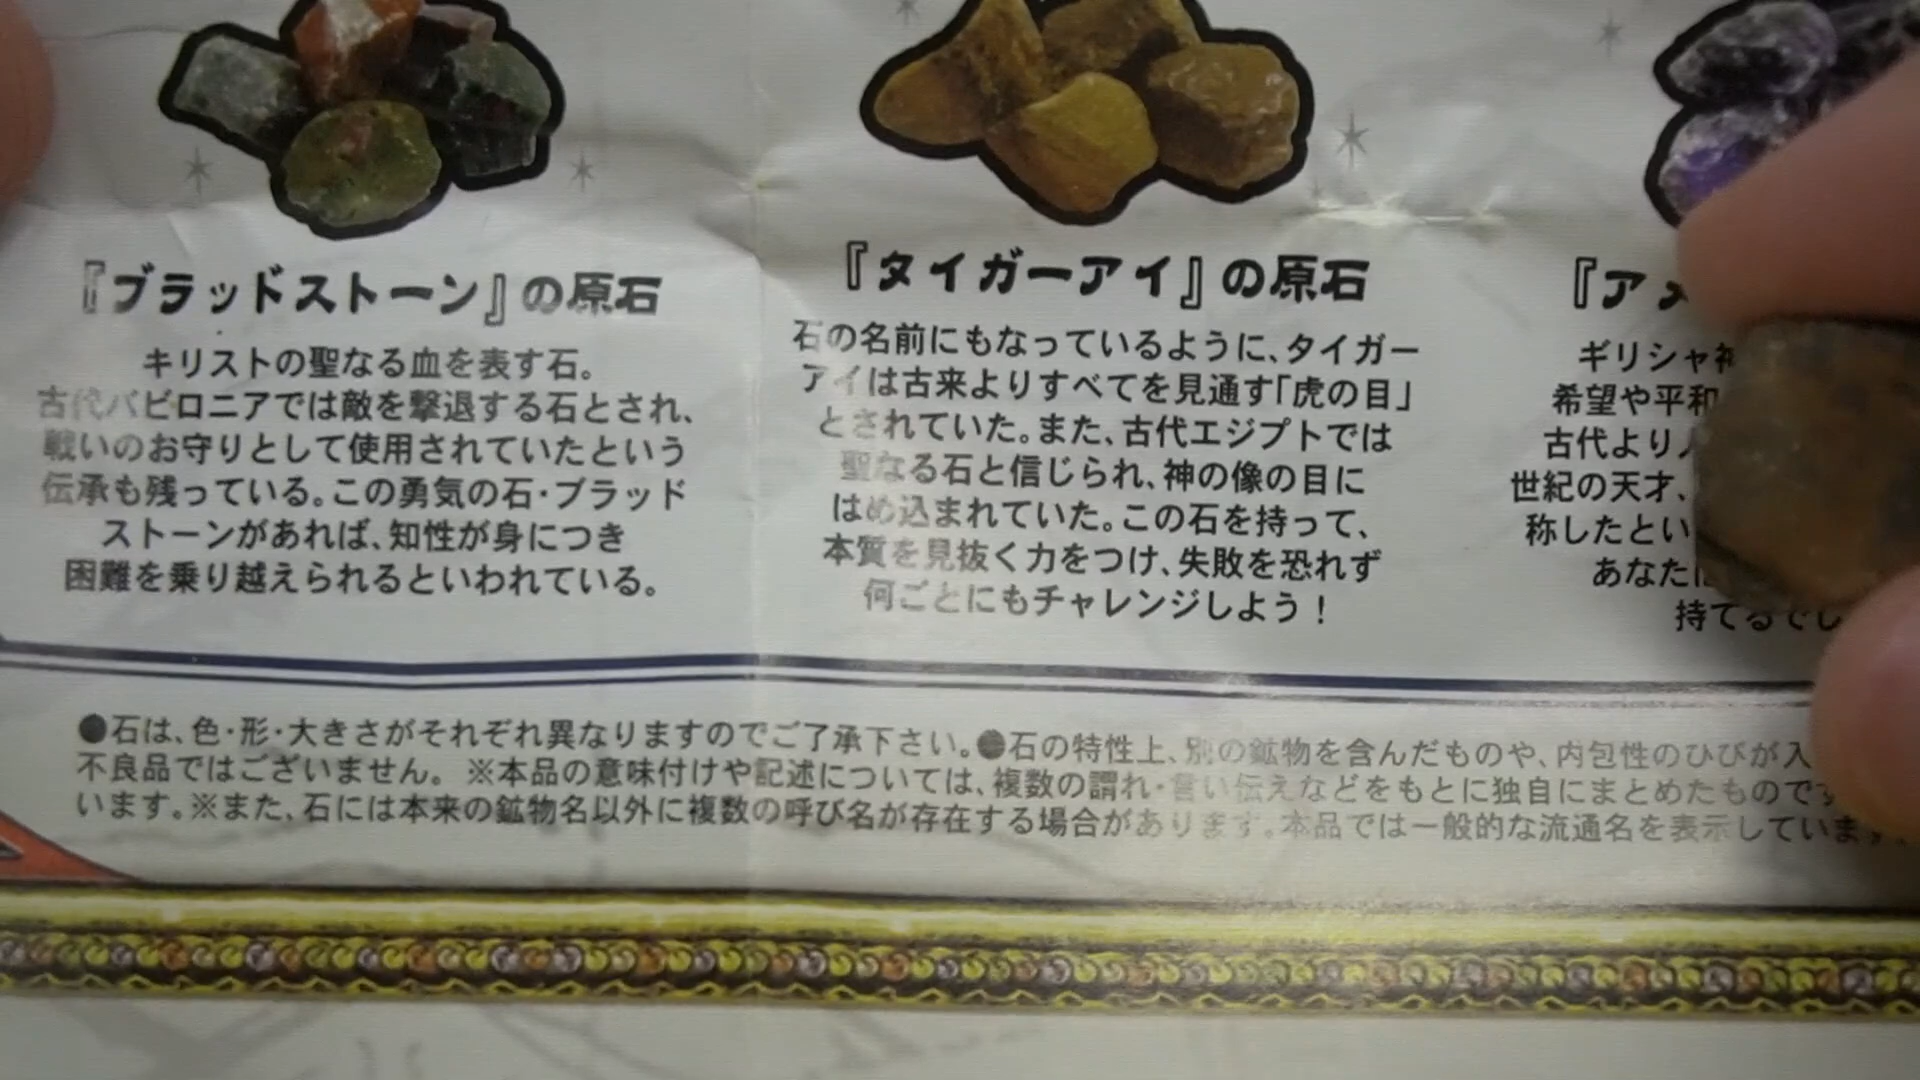 『ブラッドストーン』の原石
キリストの聖なる血を表す石。
古代バビロニアでは敵を撃退する石とされ、
戦いのお守りとして使用されていたという
伝承も残っている。この勇気の石・ブラッド
ストーンがあれば、知性が身につき
困難を乗り越えられるといわれている。
『タイガーアイ』の原石
石の名前にもなっているように、タイガー
アイは古来よりすべてを見通す「虎の目」
とされていた。また、古代エジプトでは
聖なる石と信じられ、神の像の目に
はめ込まれていた。この石を持って、
本質を見抜く力をつけ、失敗を恐れず
何ごとにもチャレンジしよう！
『ア
ギリシャ神
希望や平和
古代より
世紀の天才、
称したとい
あなたに
持てるでし
●石は、色・形・大きさがそれぞれ異なりますのでご了承下さい。●石の特性上、別の鉱物を含んだものや、内包性のひびが入
不良品ではございません。 ※本品の意味付けや記述については、複数の謂れ・言い伝えなどをもとに独自にまとめたものです
います。※また、石には本来の鉱物名以外に複数の呼び名が存在する場合があります。本品では一般的な流通名を表示しています